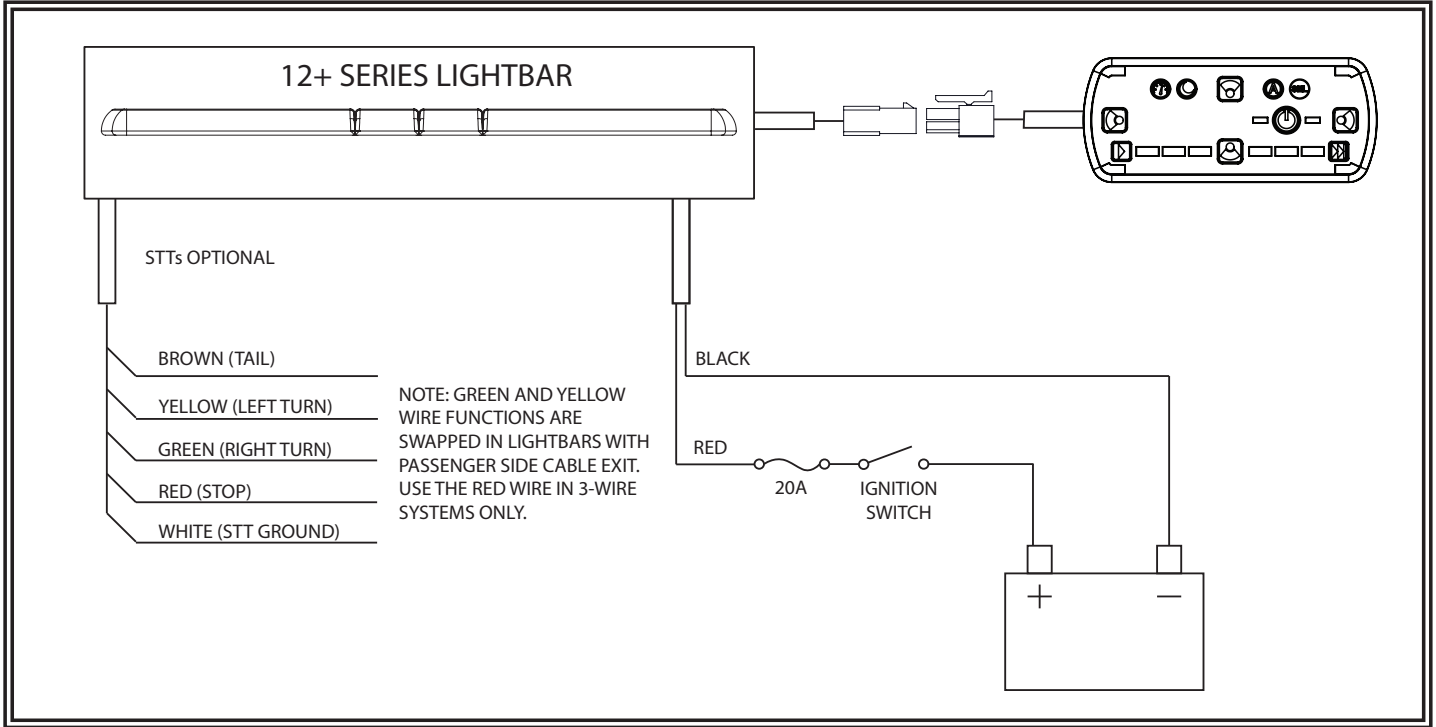 12+ SERIES LIGHTBAR
STTs OPTIONAL
BROWN (TAIL)
YELLOW (LEFT TURN)
GREEN (RIGHT TURN)
RED (STOP)
WHITE (STT GROUND)
NOTE: GREEN AND YELLOW
WIRE FUNCTIONS ARE
SWAPPED IN LIGHTBARS WITH
PASSENGER SIDE CABLE EXIT.
USE THE RED WIRE IN 3-WIRE
SYSTEMS ONLY.
BLACK
RED
20A
IGNITION
SWITCH
+
—
A